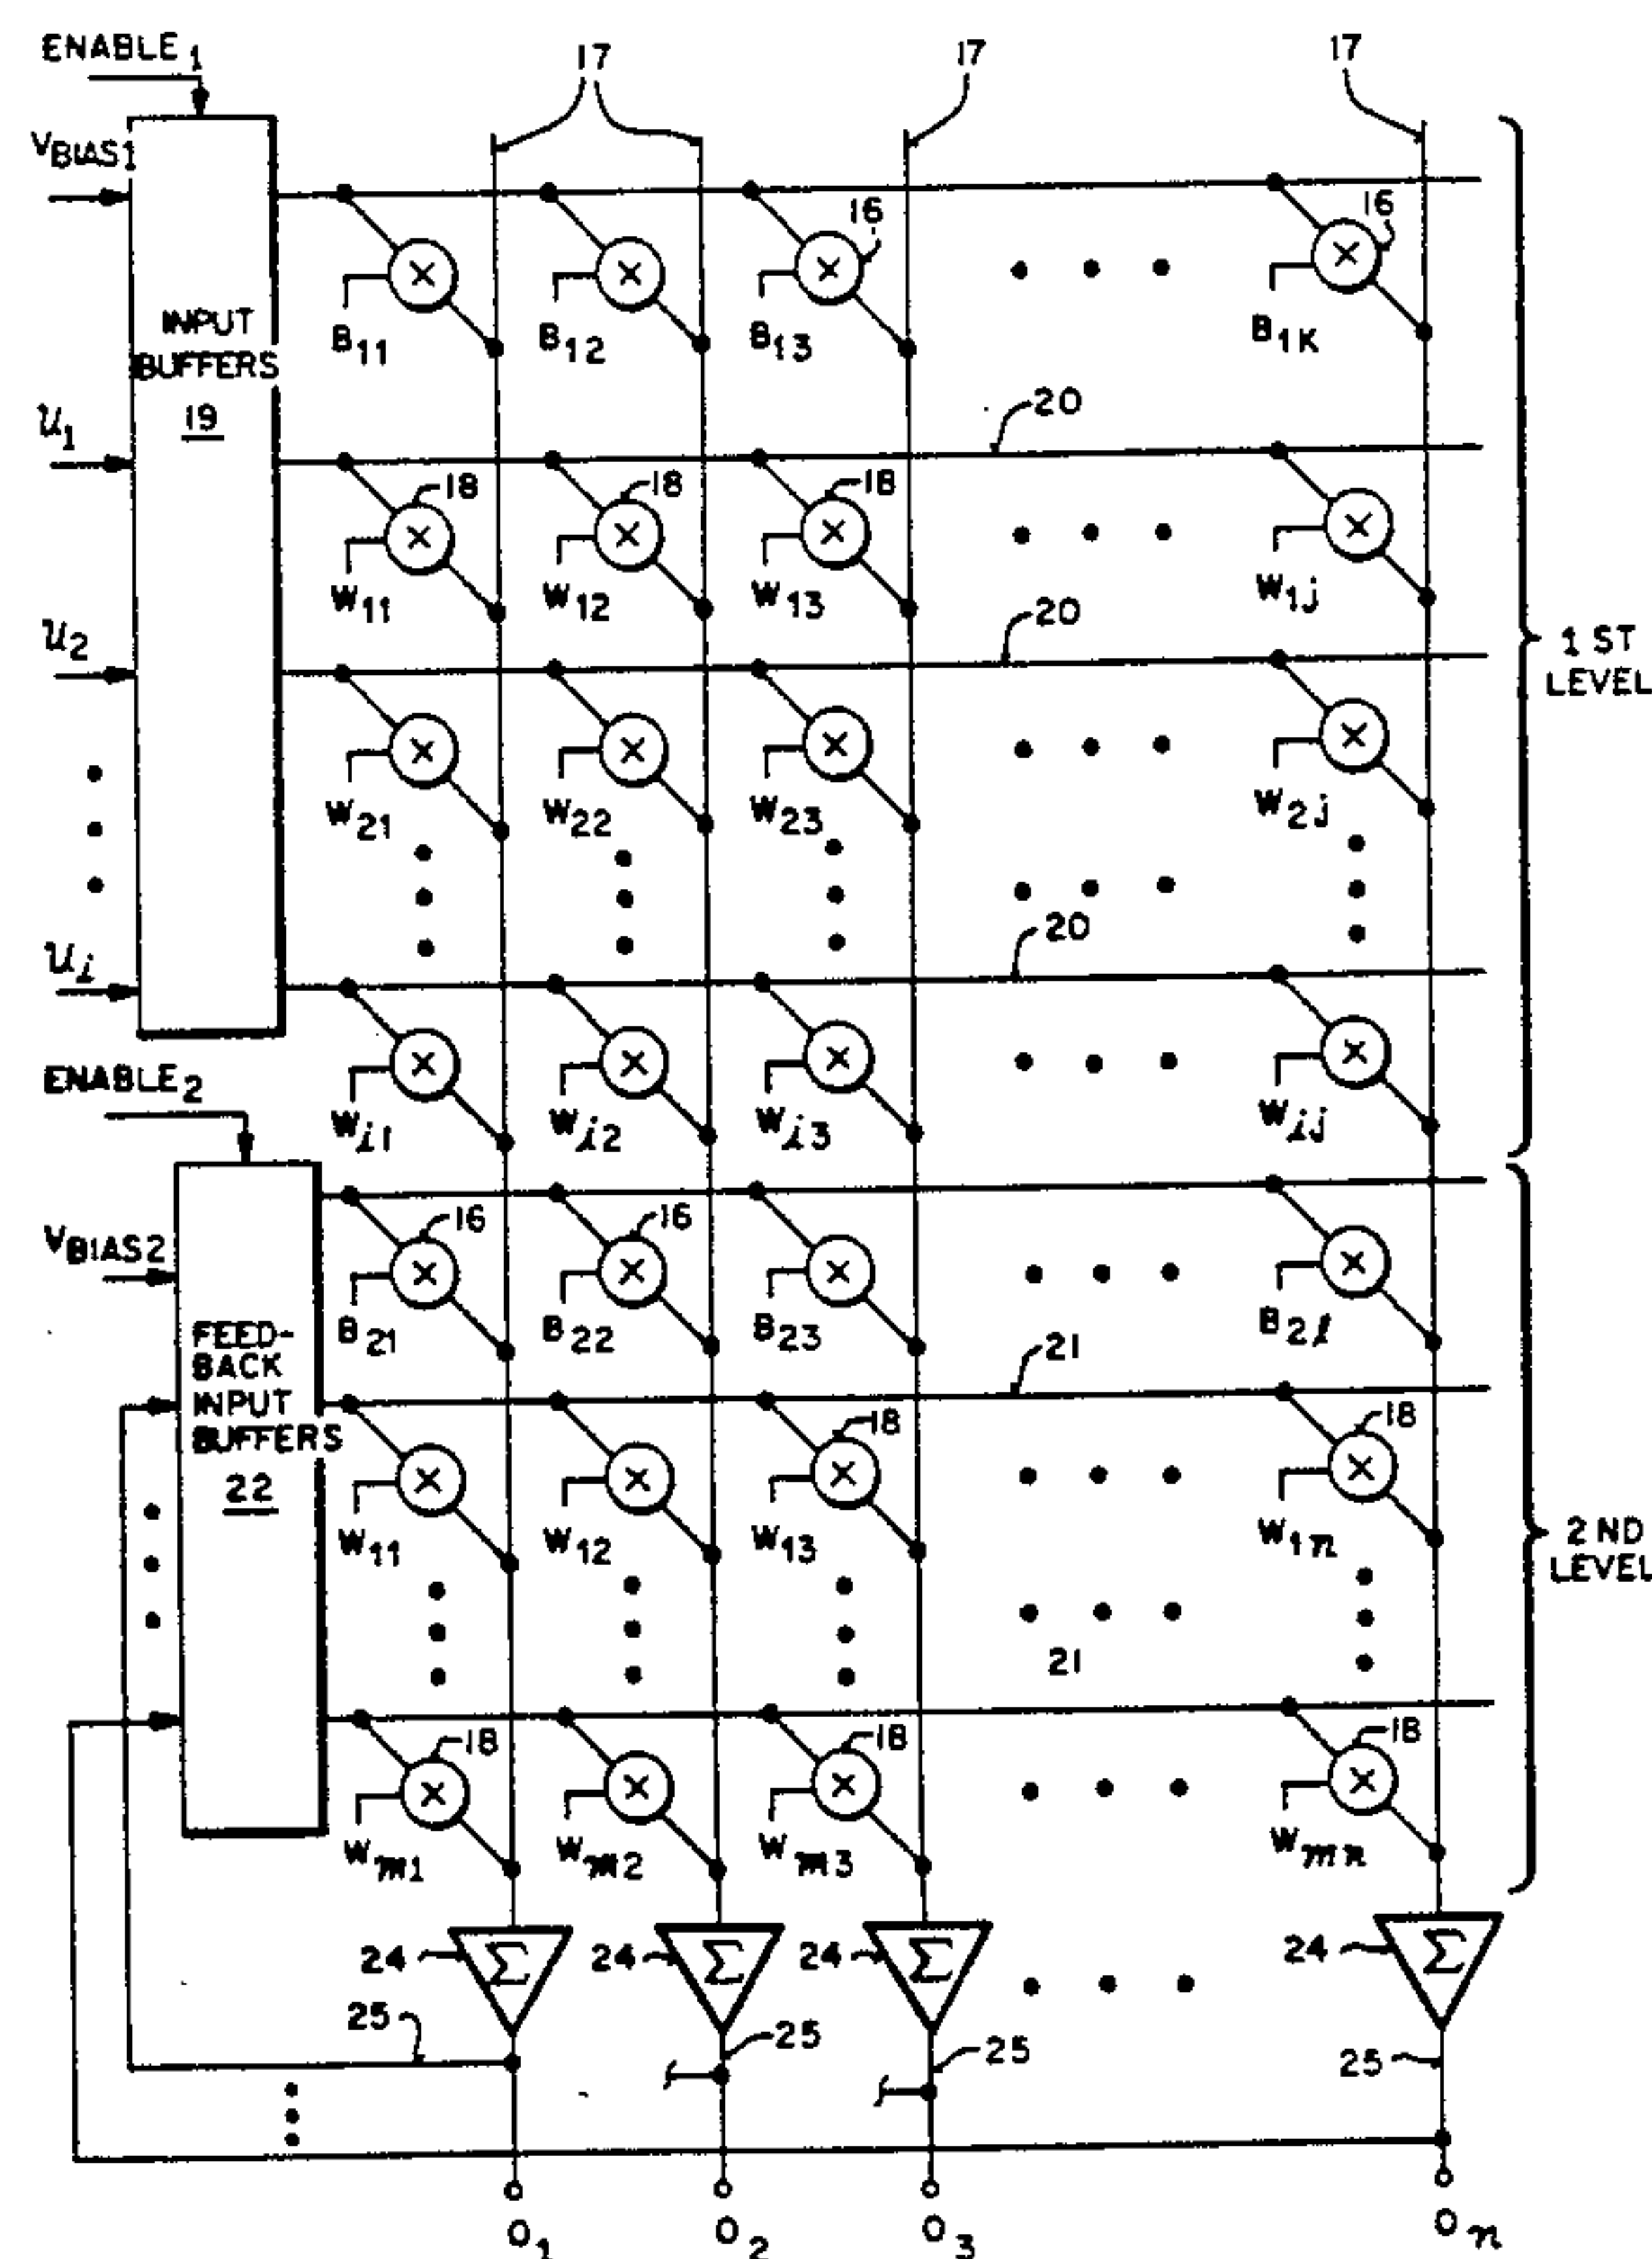 ENABLE1 17 17 17
VBIAS1
16 16
INPUT BUFFERS 19
B11 B12 B13 B1K
U1 20
18 18 18
W11 W12 W13 W1j
1 ST LEVEL
U2 20
W21 W22 W23 W2j
Ui 20
Wi1 Wi2 Wi3 Wij
ENABLE2
VBIAS2
16 16
B21 B22 B23 B2l
FEED-
BACK
INPUT
BUFFERS
22
21
18 18
W11 W12 W13 W1n
2 ND
LEVEL
21
18 18 18
Wm1 Wm2 Wm3 Wmn
24 Σ 24 Σ 24 Σ 24 Σ
25 25 25 25
O1 O2 O3 On